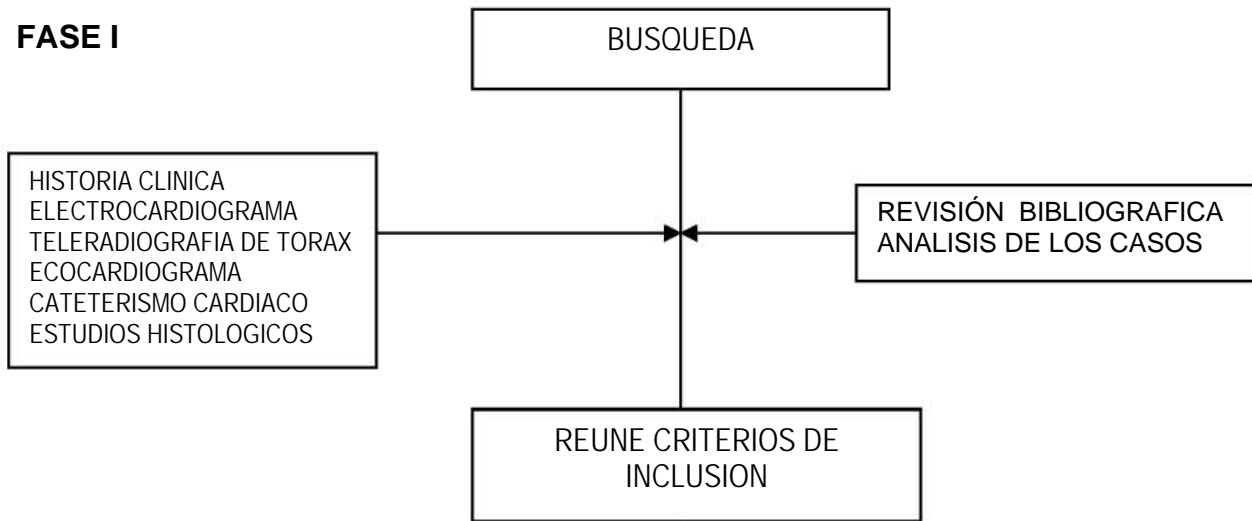 FASE I
BUSQUEDA
HISTORIA CLINICA
ELECTROCARDIOGRAMA
TELERADIOGRAFIA DE TORAX
ECOCARDIOGRAMA
CATETERISMO CARDIACO
ESTUDIOS HISTOLOGICOS
REVISIÓN BIBLIOGRAFICA
ANALISIS DE LOS CASOS
REUNE CRITERIOS DE
INCLUSION